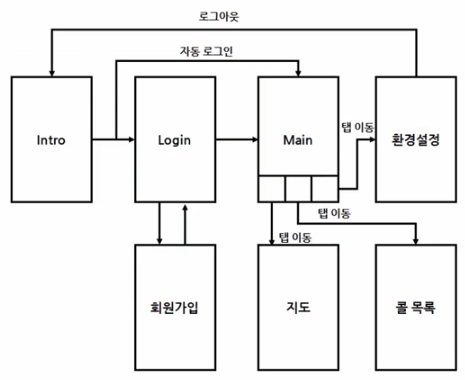 로그아웃
자동 로그인
Intro
Login
Main
탭 이동
환경설정
탭 이동
탭 이동
회원가입
지도
콜 목록